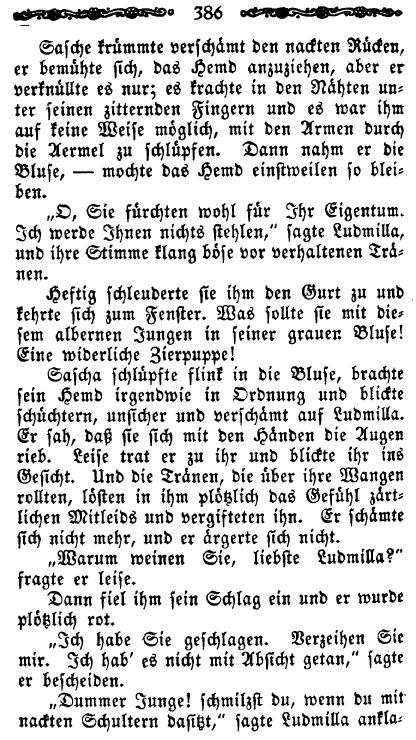 386
Sasche krümmte verschämt den nackten Rücken,
er bemühte sich, das Hemd anzuziehen, aber er
verknüllte es nur; es krachte in den Nähten un-
ter seinen zitternden Fingern und es war ihm
auf keine Weise möglich, mit den Armen durch
die Aermel zu schlüpfen. Dann nahm er die
Bluse, — mochte das Hemd einstweilen so blei-
ben.
„O, Sie fürchten wohl für Ihr Eigentum.
Ich werde Ihnen nichts stehlen,“ sagte Ludmilla,
und ihre Stimme klang böse vor verhaltenen Trä-
nen.
Heftig schleuderte sie ihm den Gurt zu und
kehrte sich zum Fenster. Was sollte sie mit die-
sem albernen Jungen in seiner grauen Bluse!
Eine widerliche Zierpuppe!
Sascha schlüpfte flink in die Bluse, brachte
sein Hemd irgendwie in Ordnung und blickte
schüchtern, unsicher und verschämt auf Ludmilla.
Er sah, daß sie sich mit den Händen die Augen
rieb. Leise trat er zu ihr und blickte ihr ins
Gesicht. Und die Tränen, die über ihre Wangen
rollten, lösten in ihm plötzlich das Gefühl zärt-
lichen Mitleids und vergifteten ihn. Er schämte
sich nicht mehr, und er ärgerte sich nicht.
„Warum weinen Sie, liebste Ludmilla?“
fragte er leise.
Dann fiel ihm sein Schlag ein und er wurde
plötzlich rot.
„Ich habe Sie geschlagen. Verzeihen Sie
mir. Ich hab' es nicht mit Absicht getan,“ sagte
er bescheiden.
„Dummer Junge! schmilzst du, wenn du mit
nackten Schultern dasitzt,“ sagte Ludmilla ankla-